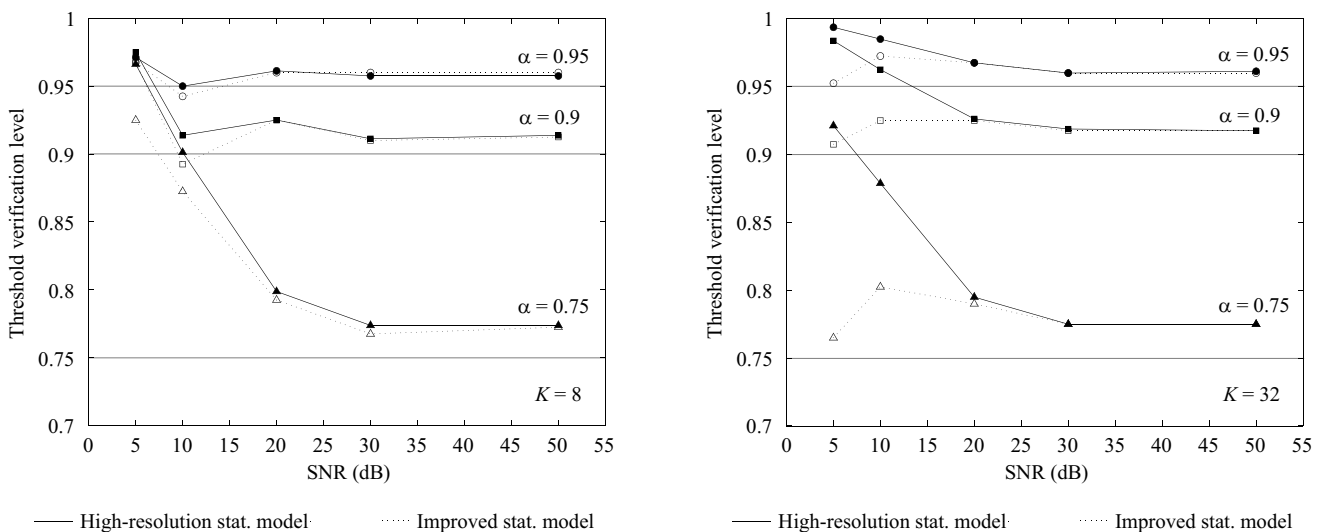 1
0.95
0.9
0.85
0.8
0.75
0.7
Threshold verification level
α = 0.95
α = 0.9
α = 0.75
K = 8
0 5 10 15 20 25 30 35 40 45 50 55
SNR (dB)
High-resolution stat. model
Improved stat. model
1
0.95
0.9
0.85
0.8
0.75
0.7
Threshold verification level
α = 0.95
α = 0.9
α = 0.75
K = 32
0 5 10 15 20 25 30 35 40 45 50 55
SNR (dB)
High-resolution stat. model
Improved stat. model